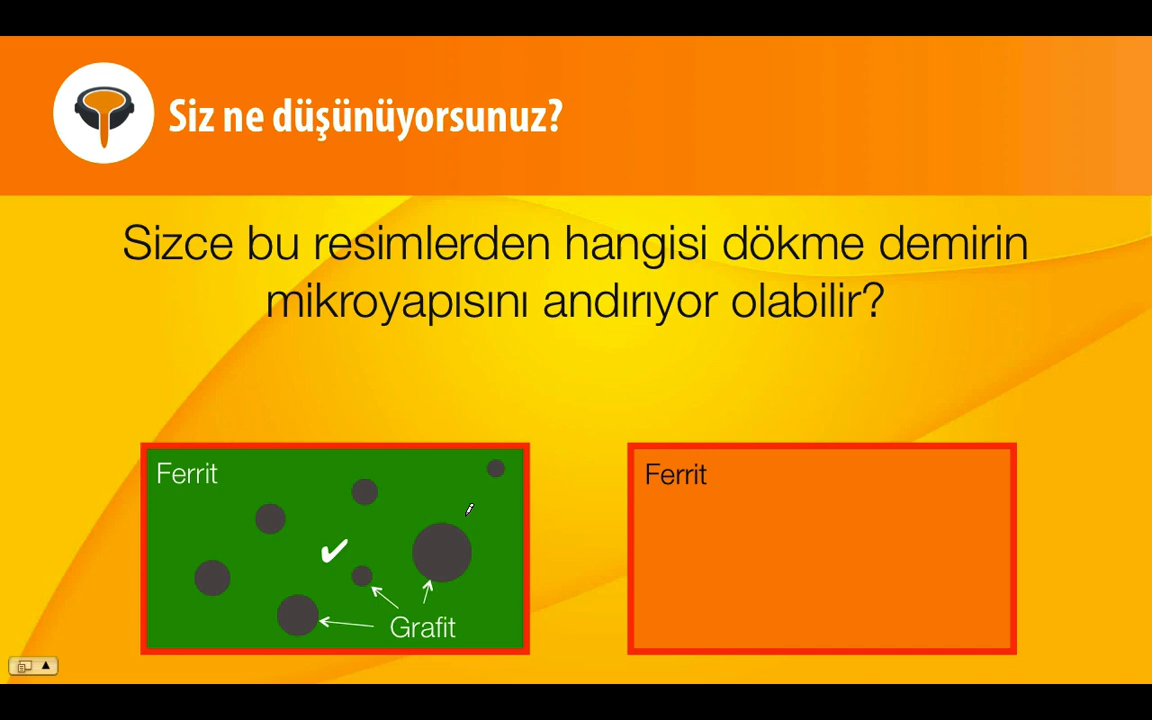 Siz ne düşünüyorsunuz?
Sizce bu resimlerden hangisi dökme demirin
mikroyapısını andırıyor olabilir?
Ferrit
Grafit
Ferrit